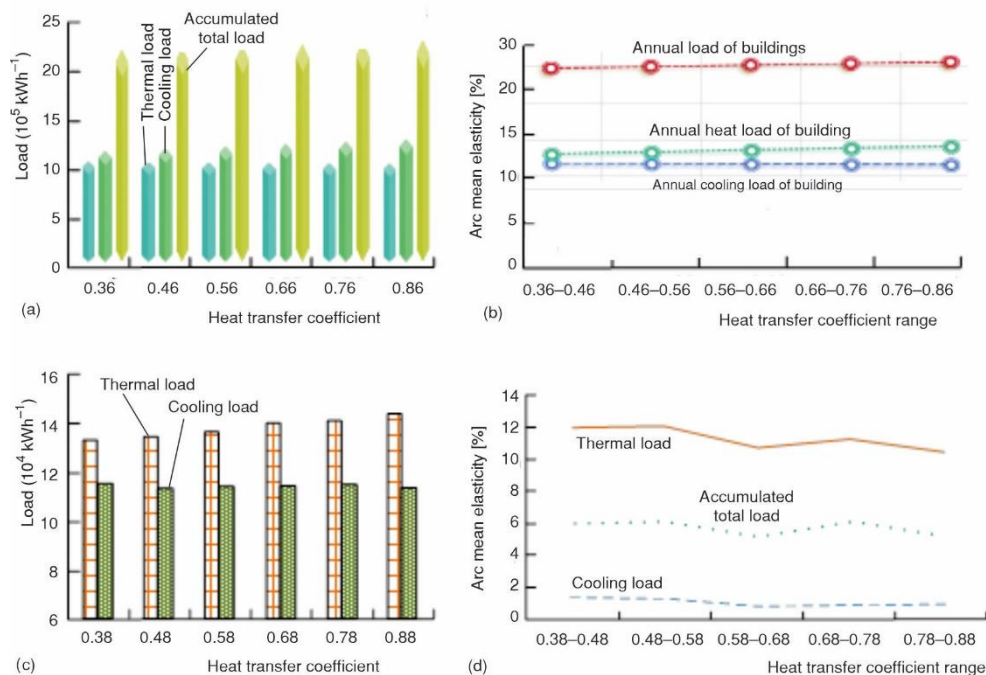 25
20
15
10
5
0
Load (10⁵ kWh⁻¹)
Thermal load
Cooling load
Accumulated
total load
0.36
0.46
0.56
0.66
0.76
0.86
(a)
Heat transfer coefficient
30
25
20
15
10
5
0
Arc mean elasticity [%]
Annual load of buildings
Annual heat load of building
Annual cooling load of building
0.36–0.46
0.46–0.56
0.56–0.66
0.66–0.76
0.76–0.86
(b)
Heat transfer coefficient range
16
14
13
12
10
8
6
Load (10⁴ kWh⁻¹)
Thermal load
Cooling load
0.38
0.48
0.58
0.68
0.78
0.88
(c)
Heat transfer coefficient
14
12
10
8
6
4
2
0
Arc mean elasticity [%]
Thermal load
Accumulated
total load
Cooling load
0.38–0.48
0.48–0.58
0.58–0.68
0.68–0.78
0.78–0.88
(d)
Heat transfer coefficient range